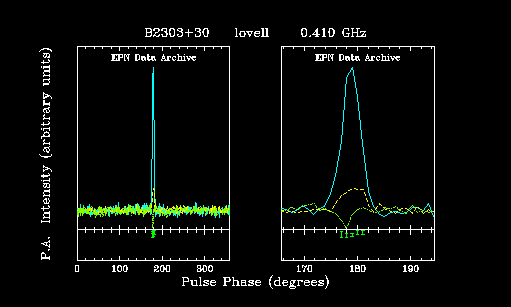 B2303+30 lovell 0.410 GHz
EPN Data Archive EPN Data Archive
P.A. Intensity (arbitrary units)
0 100 200 300 170 180 190
Pulse Phase (degrees)